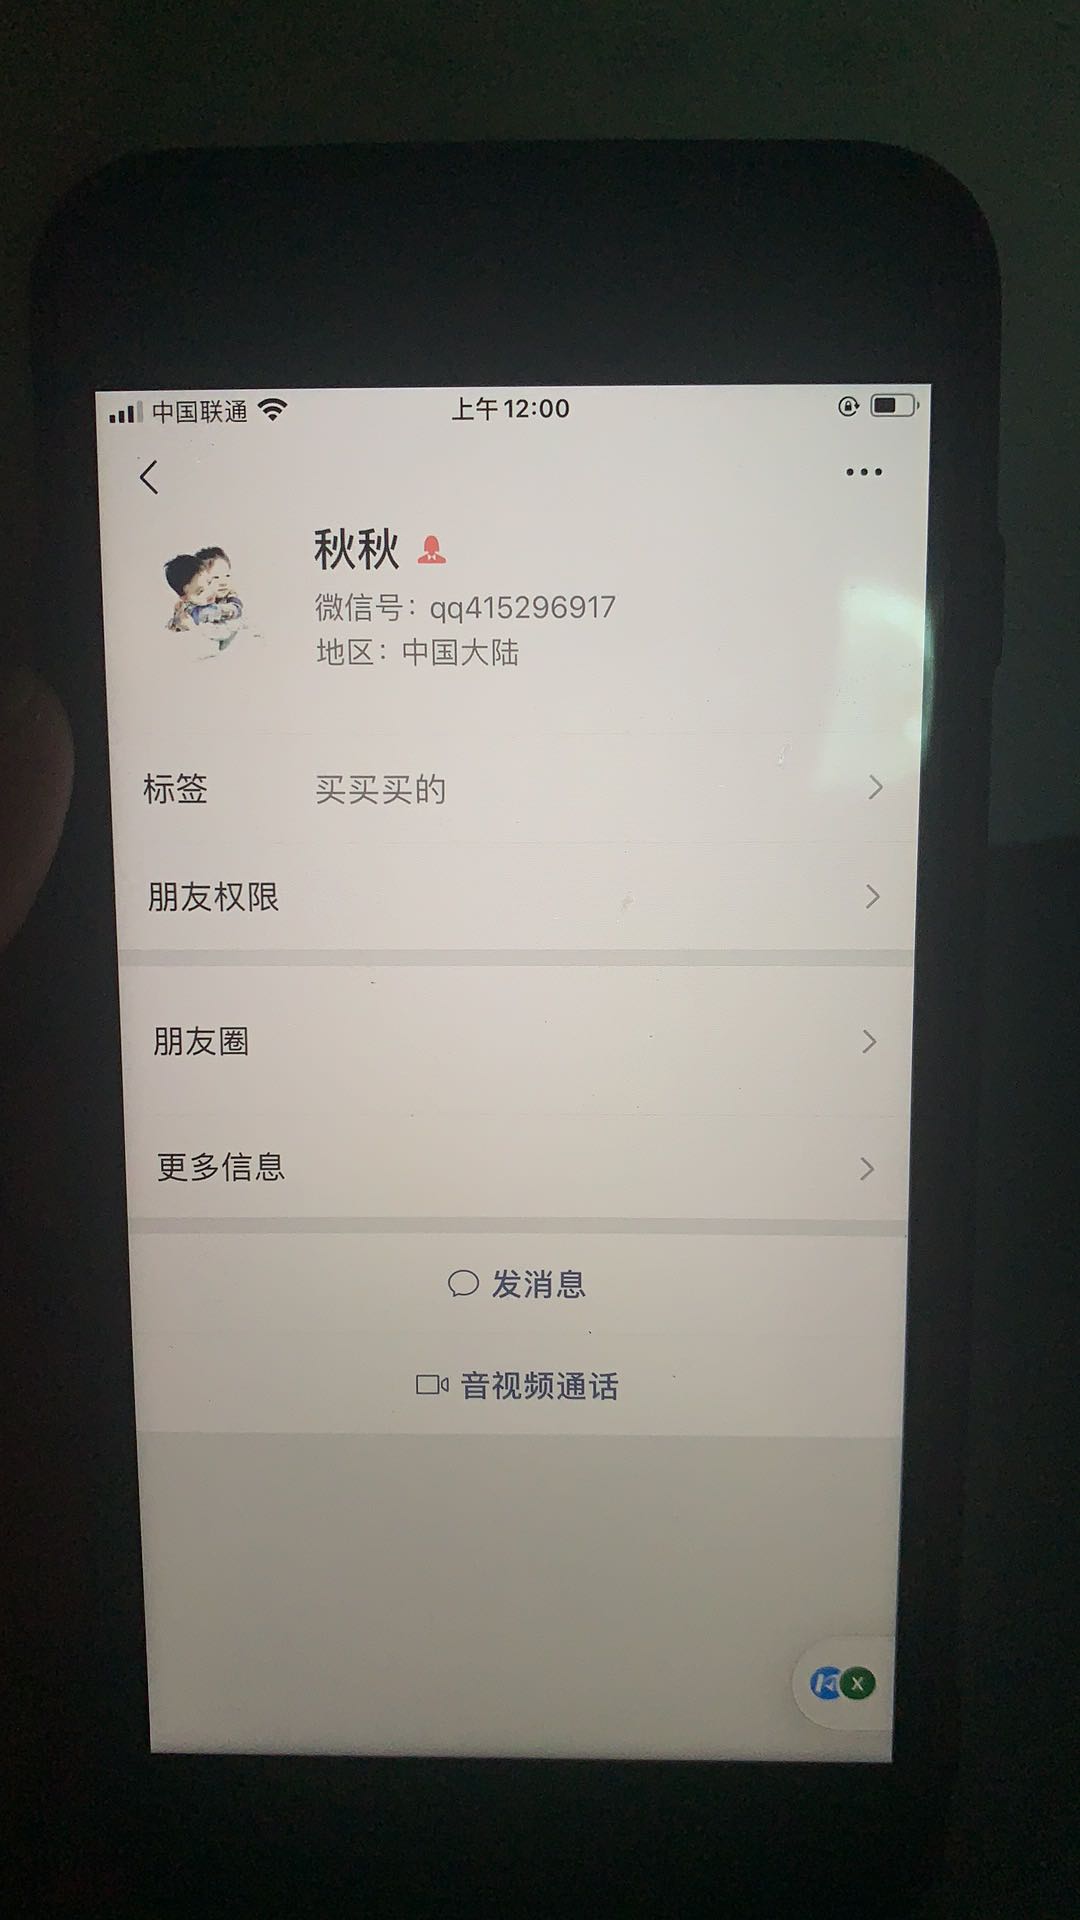 中国联通
上午12:00
秋秋
微信号：qq415296917
地区：中国大陆
标签 买买买的
朋友权限
朋友圈
更多信息
发消息
音视频通话
X